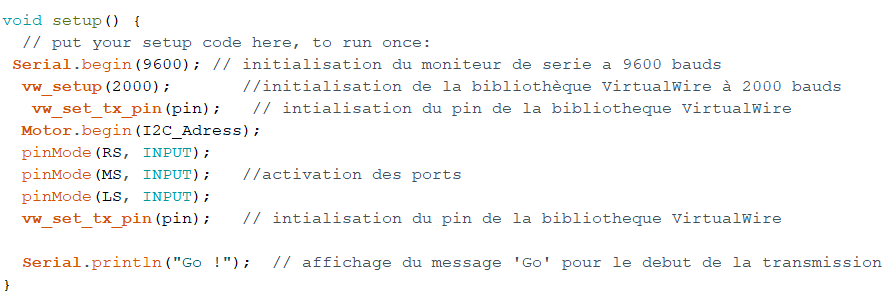 void setup() {
// put your setup code here, to run once:
Serial.begin(9600); // initialisation du moniteur de serie a 9600 bauds
vw_setup(2000); //initialisation de la bibliothèque VirtualWire à 2000 bauds
vw_set_tx_pin(pin); // intialisation du pin de la bibliotheque VirtualWire
Motor.begin(I2C_Adress);
pinMode(RS, INPUT);
pinMode(MS, INPUT); //activation des ports
pinMode(LS, INPUT);
vw_set_tx_pin(pin); // intialisation du pin de la bibliotheque VirtualWire
Serial.println("Go !"); // affichage du message 'Go' pour le debut de la transmission
}